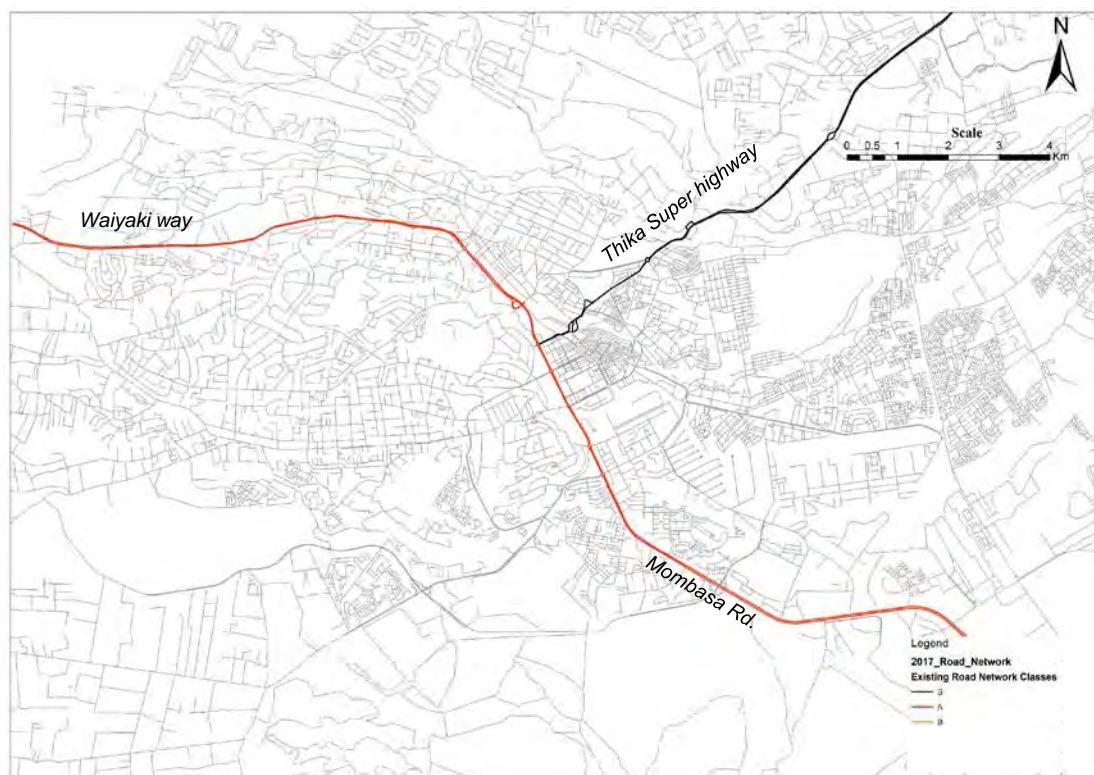 N
Scale
0 0.5 1 2 3 4
Km
Thika Super highway
Waiyaki way
Mombasa Rd.
Legend
2017_Road_Network
Existing Road Network Classes
S
A
B